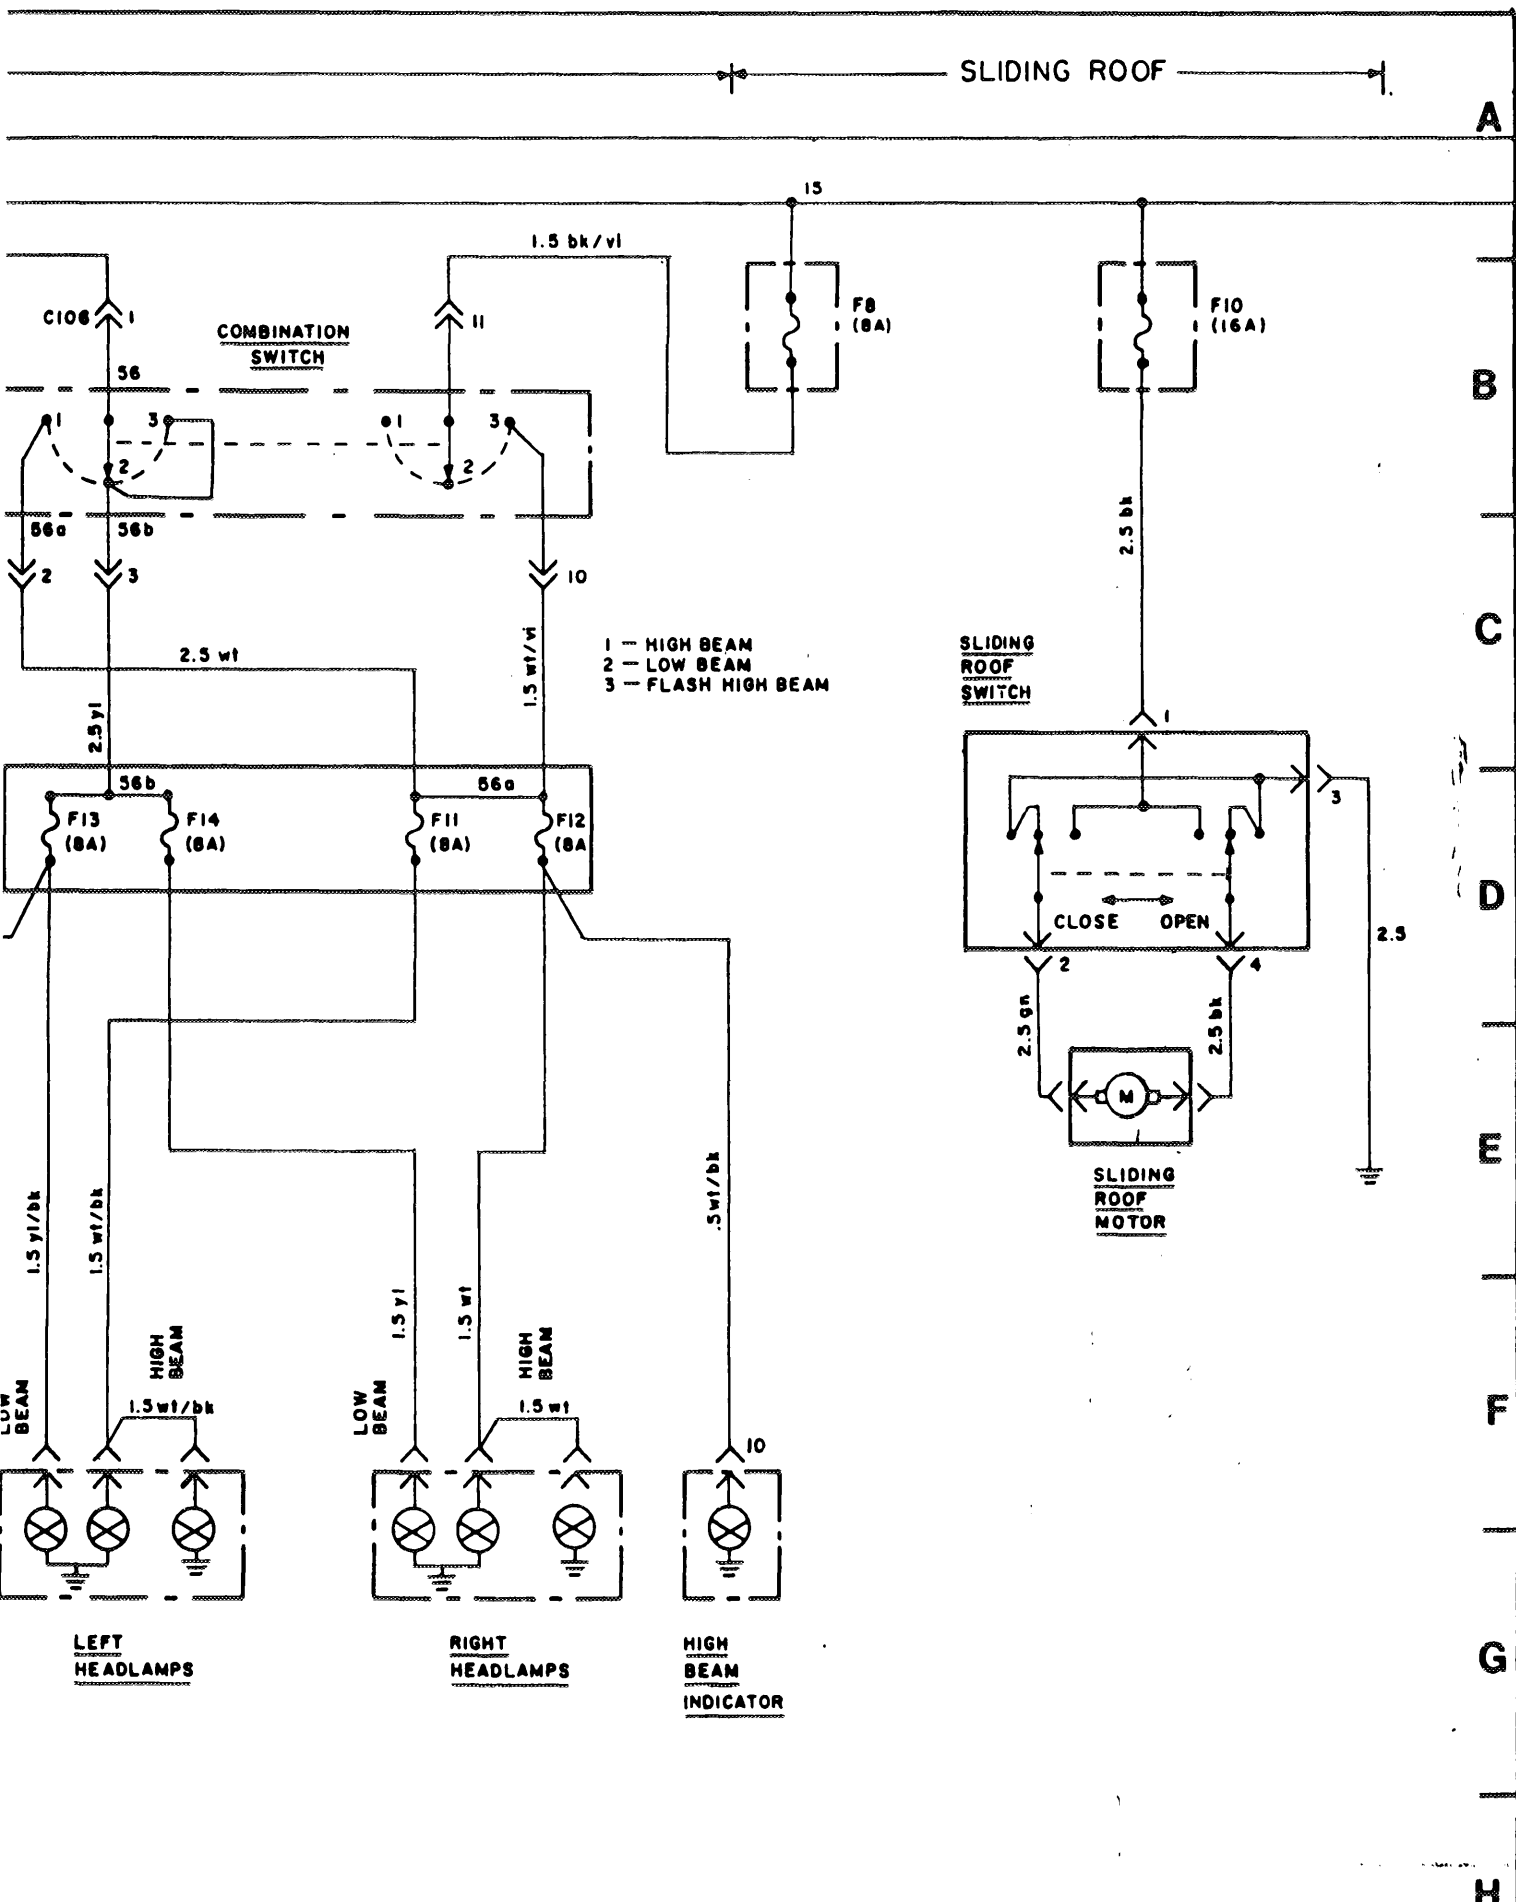 SLIDING ROOF
A
15
1.5 bk/vi
F8
(8A)
F10
(16A)
C106
1
11
COMBINATION
SWITCH
56
B
1
3
2
1
3
2
56a
56b
2
3
10
2.5 bk
2.5 wt
1.5 wt/vi
2.5 yl
1 — HIGH BEAM
2 — LOW BEAM
3 — FLASH HIGH BEAM
SLIDING
ROOF
SWITCH
C
1
56b
56a
F13
(8A)
F14
(8A)
F11
(8A)
F12
(8A
3
CLOSE
OPEN
D
2.5
2
4
2.5 gn
2.5 bk
M
E
SLIDING
ROOF
MOTOR
1.5 yl/bk
1.5 wt/bk
1.5 yl
1.5 wt
.5 wt/bk
HIGH
BEAM
HIGH
BEAM
LOW
BEAM
1.5 wt/bk
LOW
BEAM
1.5 wt
10
F
LEFT
HEADLAMPS
RIGHT
HEADLAMPS
HIGH
BEAM
INDICATOR
G
H